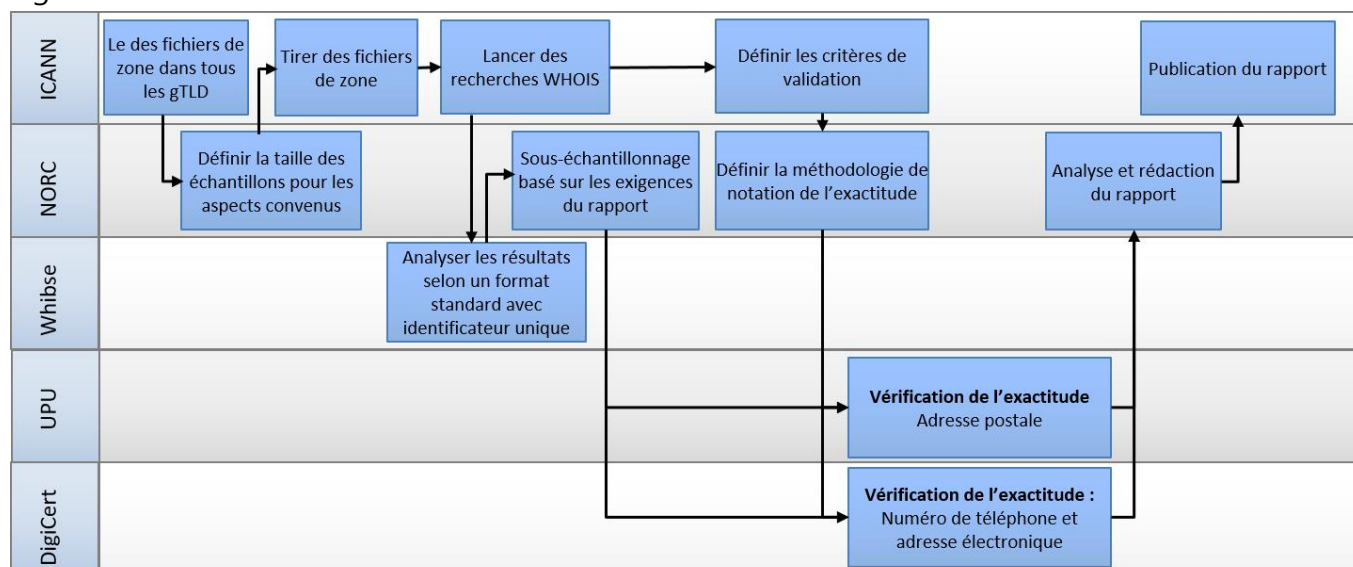 ICANN
Le des fichiers de
zone dans tous
les gTLD
Tirer des fichiers
de zone
Lancer des
recherches WHOIS
Définir les critères de
validation
Publication du rapport
NORC
Définir la taille des
échantillons pour les
aspects convenus
Sous-échantillonnage
basé sur les exigences
du rapport
Définir la méthodologie de
notation de l’exactitude
Analyse et rédaction
du rapport
Whibse
Analyser les résultats
selon un format
standard avec
identificateur unique
UPU
Vérification de l’exactitude
Adresse postale
DigiCert
Vérification de l’exactitude :
Numéro de téléphone et
adresse électronique